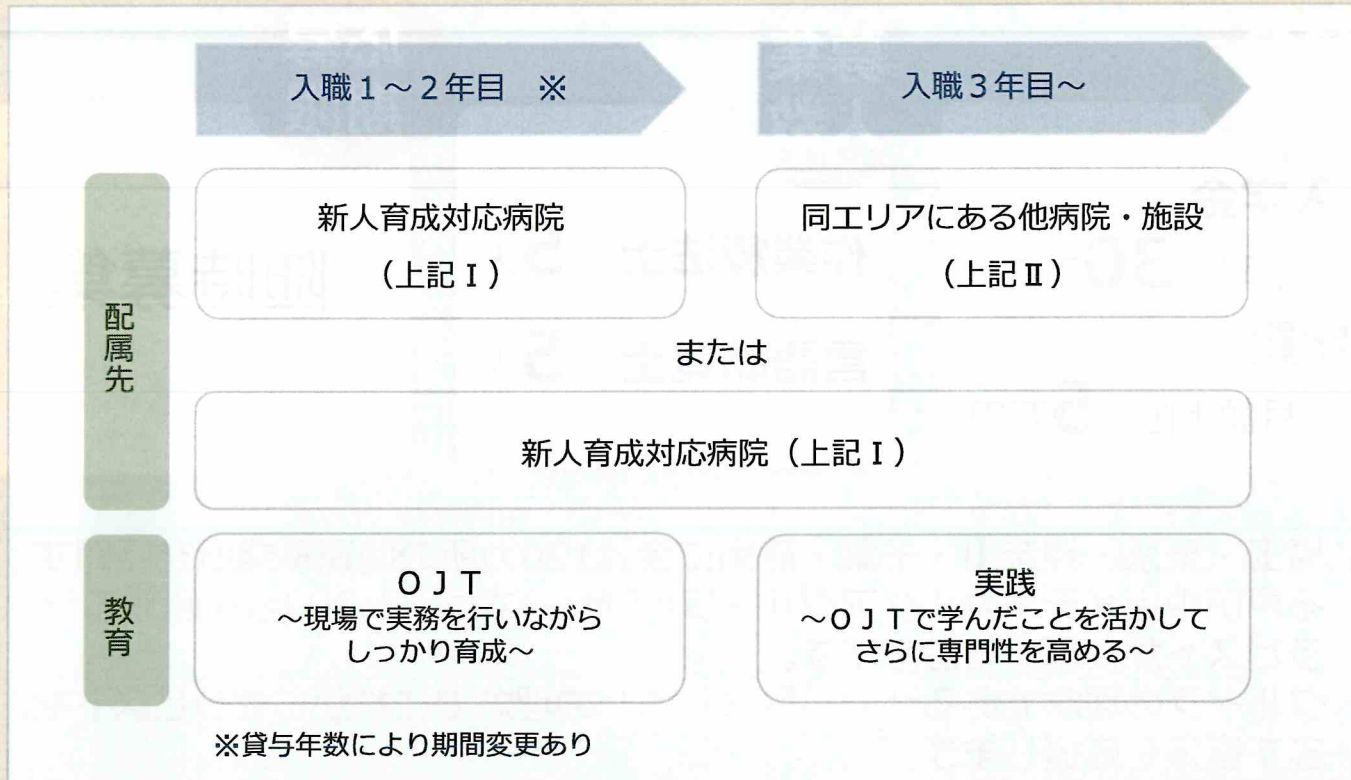 入職1～2年目　※
入職3年目～
配属先
新人育成対応病院
（上記Ⅰ）
同エリアにある他病院・施設
（上記Ⅱ）
または
新人育成対応病院（上記Ⅰ）
教育
ＯＪＴ
～現場で実務を行いながら
しっかり育成～
実践
～ＯＪＴで学んだことを活かして
さらに専門性を高める～
※貸与年数により期間変更あり